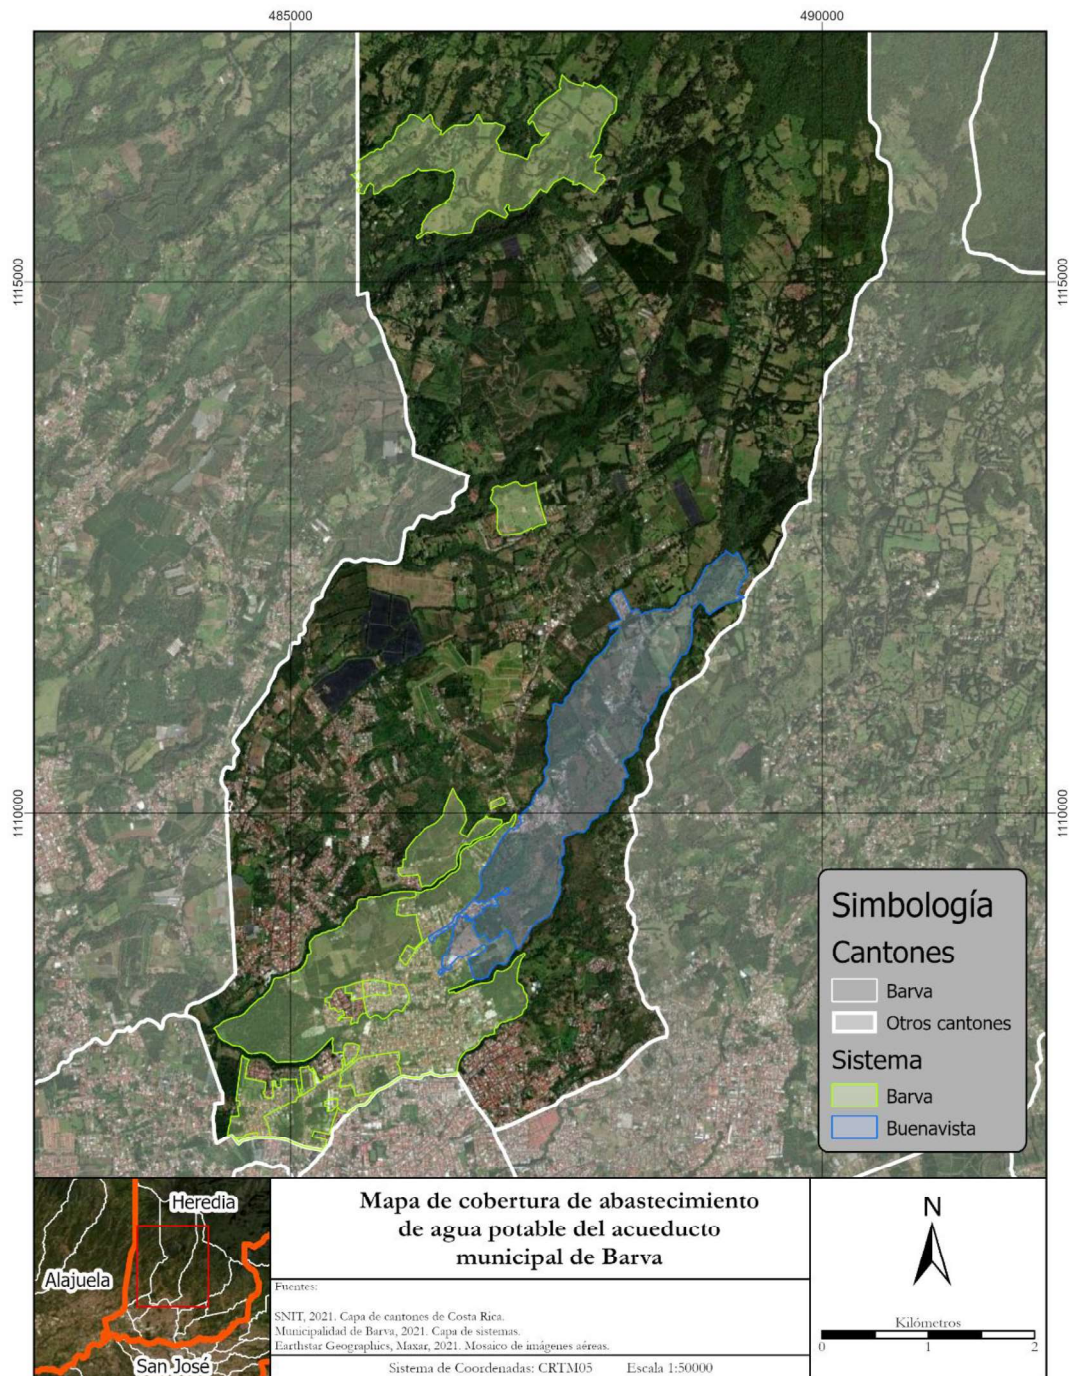 485000
490000
1115000
1115000
1110000
1110000
Simbología
Cantones
Barva
Otros cantones
Sistema
Barva
Buenavista
Heredia
Alajuela
San José
Mapa de cobertura de abastecimiento
de agua potable del acueducto
municipal de Barva
Fuentes:
SNIT, 2021. Capa de cantones de Costa Rica.
Municipalidad de Barva, 2021. Capa de sistemas.
Earthstar Geographics, Maxar, 2021. Mosaico de imágenes aéreas.
Sistema de Coordenadas: CRTM05 Escala 1:50000
N
Kilómetros
0 1 2